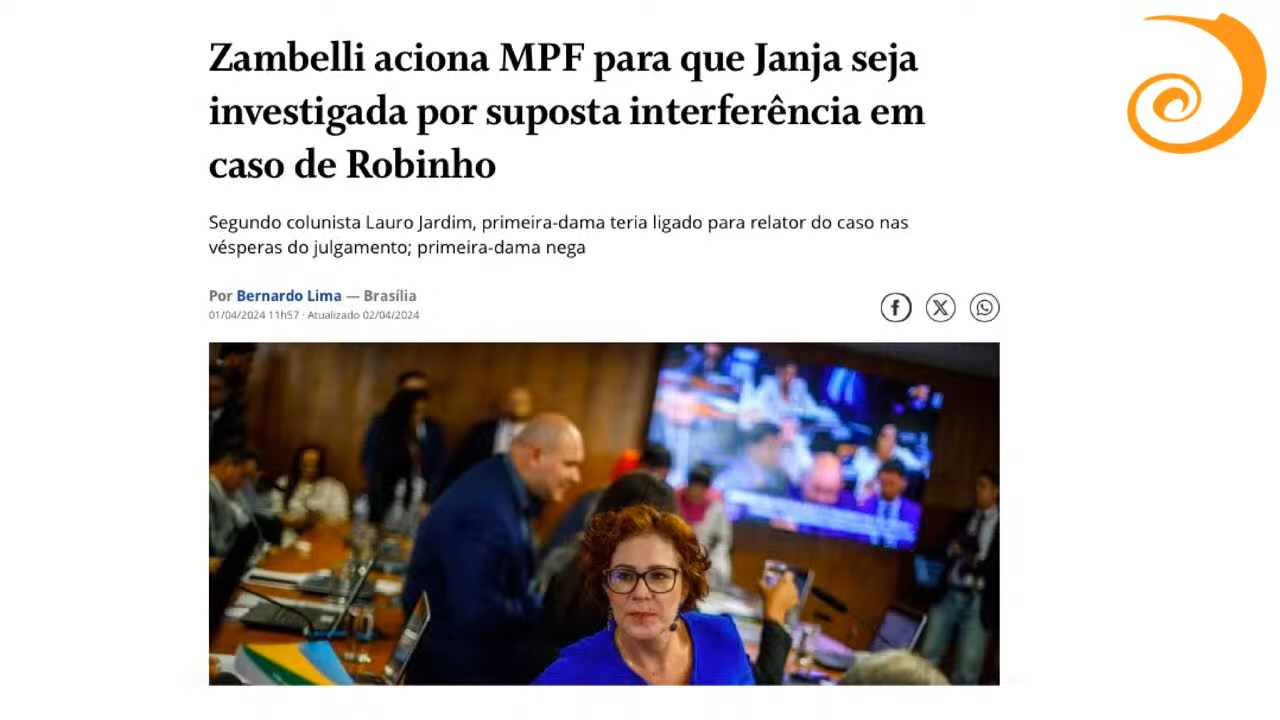 Zambelli aciona MPF para que Janja seja
investigada por suposta interferência em
caso de Robinho
Segundo colunista Lauro Jardim, primeira-dama teria ligado para relator do caso nas
vésperas do julgamento; primeira-dama nega
Por Bernardo Lima — Brasília
01/04/2024 11h57 · Atualizado 02/04/2024